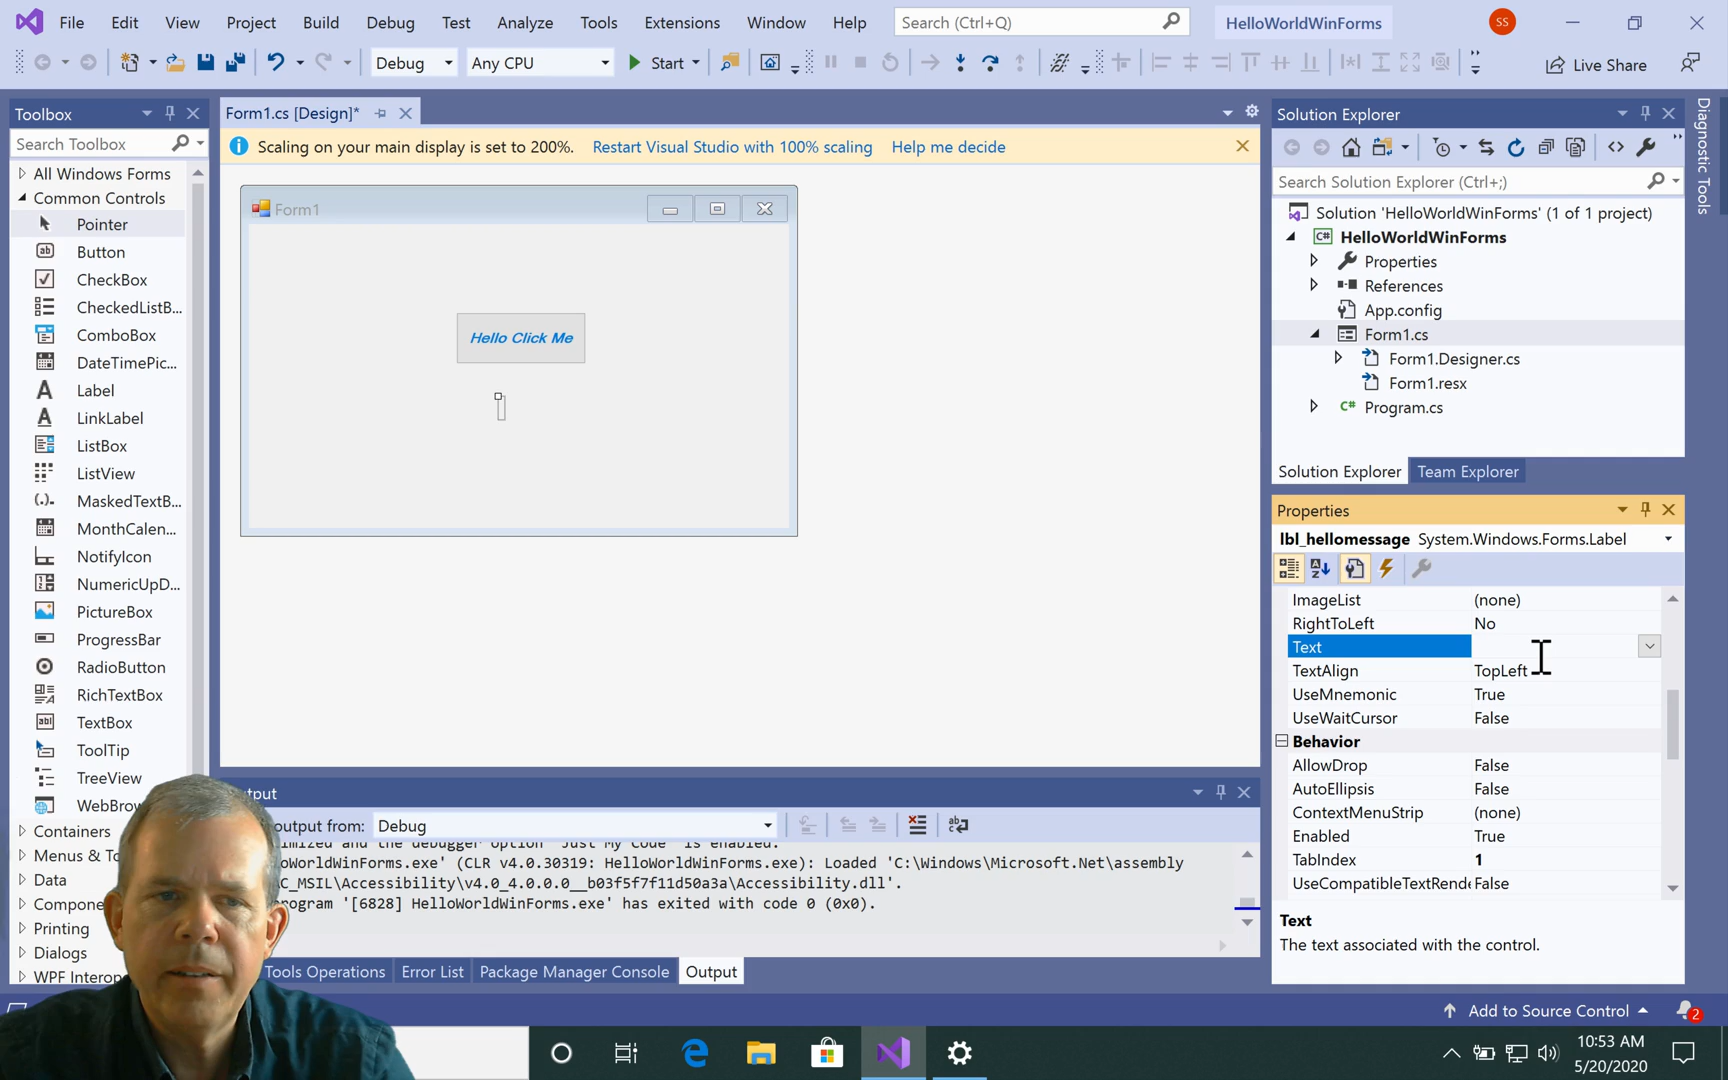 File Edit View Project Build Debug Test Analyze Tools Extensions Window Help Search (Ctrl+Q) HelloWorldWinForms SS
Debug Any CPU Start Live Share
Toolbox
Search Toolbox
All Windows Forms
Common Controls
Pointer
Button
CheckBox
CheckedListB...
ComboBox
DateTimePic...
Label
LinkLabel
ListBox
ListView
MaskedTextB...
MonthCalen...
NotifyIcon
NumericUpD...
PictureBox
ProgressBar
RadioButton
RichTextBox
TextBox
ToolTip
TreeView
WebBrow
Containers
Menus & To
Data
Compone
Printing
Dialogs
WPF Interop
Form1.cs [Design]*
Scaling on your main display is set to 200%. Restart Visual Studio with 100% scaling Help me decide
Form1
Hello Click Me
utput
output from: Debug
imized and the debugger option 'Just My Code' is enabled.
loWorldWinForms.exe' (CLR v4.0.30319: HelloWorldWinForms.exe): Loaded 'C:\Windows\Microsoft.Net\assembly
AC_MSIL\Accessibility\v4.0_4.0.0.0__b03f5f7f11d50a3a\Accessibility.dll'.
rogram '[6828] HelloWorldWinForms.exe' has exited with code 0 (0x0).
Tools Operations Error List Package Manager Console Output
Solution Explorer
Search Solution Explorer (Ctrl+;)
Solution 'HelloWorldWinForms' (1 of 1 project)
HelloWorldWinForms
Properties
References
App.config
Form1.cs
Form1.Designer.cs
Form1.resx
Program.cs
Solution Explorer Team Explorer
Properties
lbl_hellomessage System.Windows.Forms.Label
ImageList (none)
RightToLeft No
Text
TextAlign TopLeft
UseMnemonic True
UseWaitCursor False
Behavior
AllowDrop False
AutoEllipsis False
ContextMenuStrip (none)
Enabled True
TabIndex 1
UseCompatibleTextRende False
Text
The text associated with the control.
Diagnostic Tools
Add to Source Control 2
10:53 AM
5/20/2020